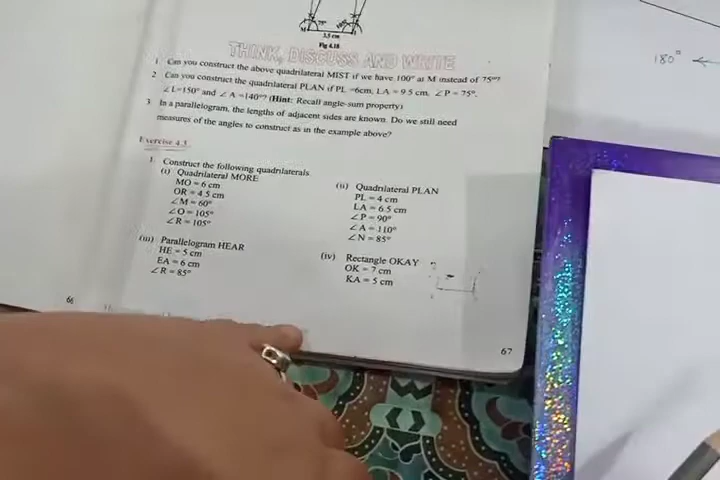 M
75°
3.5 cm
Fig 4.18
THINK, DISCUSS AND WRITE
1 Can you construct the above quadrilateral MIST if we have 100° at M instead of 75°?
2 Can you construct the quadrilateral PLAN if PL =6cm, LA = 9.5 cm, ∠P = 75°,
∠L=150° and ∠A =140°? (Hint: Recall angle-sum property)
3 In a parallelogram, the lengths of adjacent sides are known. Do we still need
measures of the angles to construct as in the example above?
Exercise 4.3
1. Construct the following quadrilaterals
(i) Quadrilateral MORE
MO = 6 cm
OR = 4.5 cm
∠M = 60°
∠O = 105°
∠R = 105°
(ii) Quadrilateral PLAN
PL = 4 cm
LA = 6.5 cm
∠P = 90°
∠A = 110°
∠N = 85°
(iii) Parallelogram HEAR
HE = 5 cm
EA = 6 cm
∠R = 85°
(iv) Rectangle OKAY
OK = 7 cm
KA = 5 cm
66
67
180°